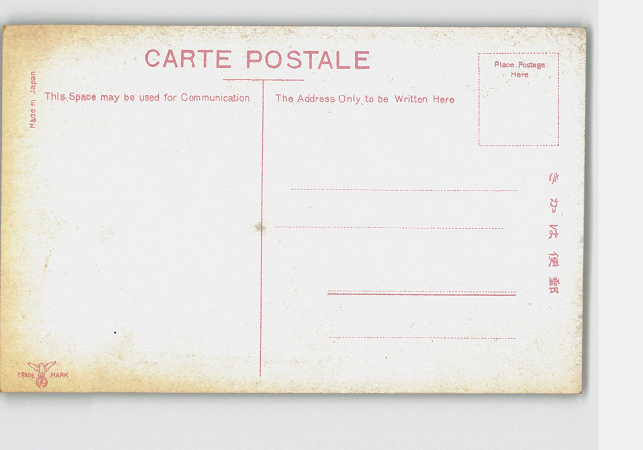 CARTE POSTALE
Made in Japan
This Space may be used for Communication
The Address Only to be Written Here
Place Postage
Here
きかは便郵
TRADE MARK